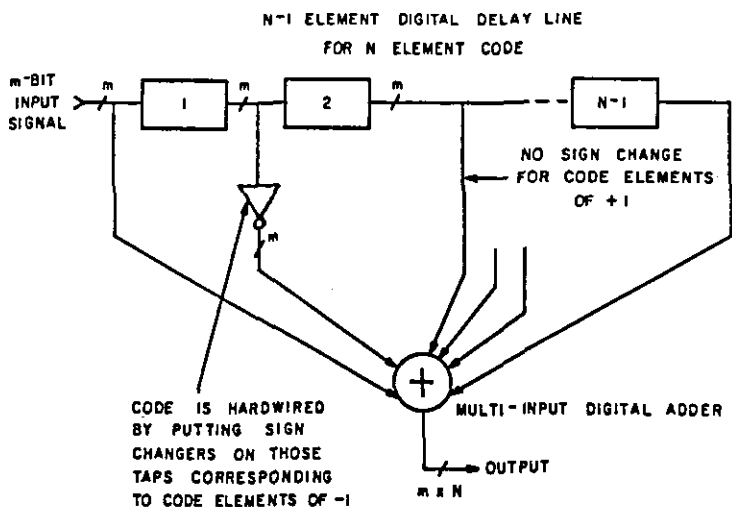 N-1 ELEMENT DIGITAL DELAY LINE
FOR N ELEMENT CODE
m-BIT
INPUT
SIGNAL
m
1
m
2
m
N-1
NO SIGN CHANGE
FOR CODE ELEMENTS
OF +1
m
+
MULTI-INPUT DIGITAL ADDER
CODE IS HARDWIRED
BY PUTTING SIGN
CHANGERS ON THOSE
TAPS CORRESPONDING
TO CODE ELEMENTS OF -1
OUTPUT
m x N